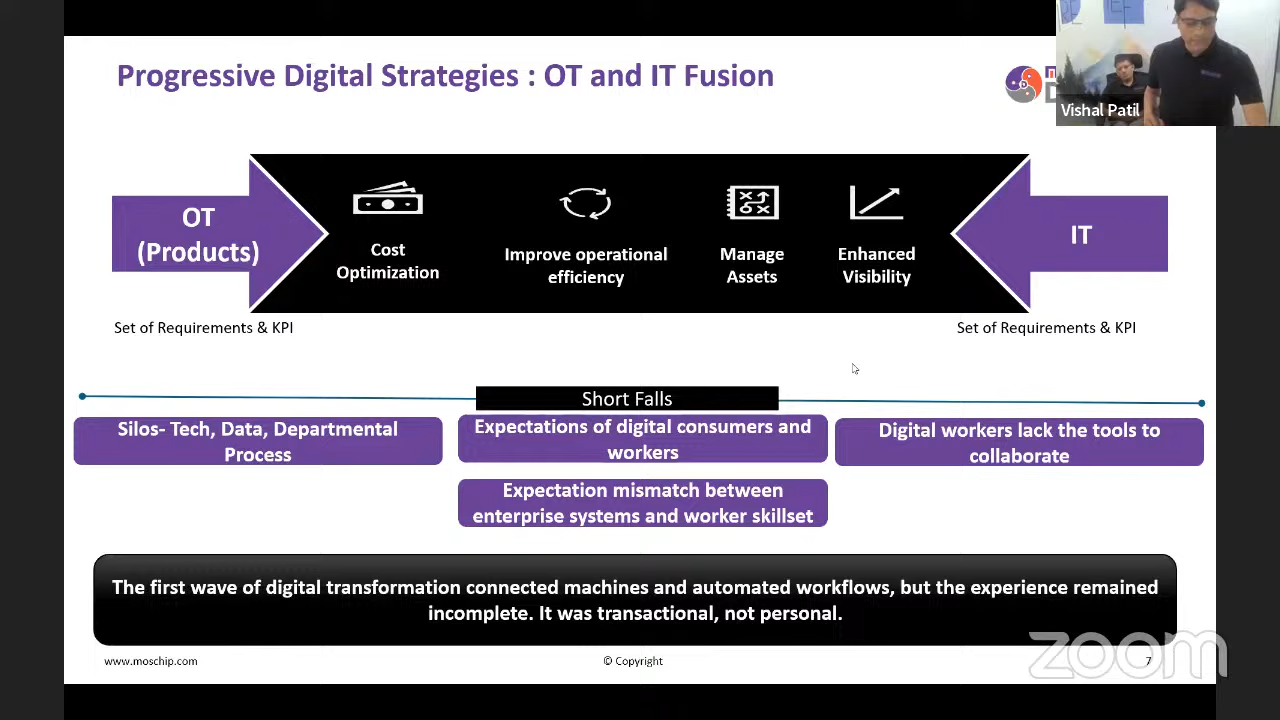 Progressive Digital Strategies : OT and IT Fusion
Vishal Patil
OT
(Products)
Cost
Optimization
Improve operational
efficiency
Manage
Assets
Enhanced
Visibility
IT
Set of Requirements & KPI
Set of Requirements & KPI
Short Falls
Silos- Tech, Data, Departmental
Process
Expectations of digital consumers and
workers
Digital workers lack the tools to
collaborate
Expectation mismatch between
enterprise systems and worker skillset
The first wave of digital transformation connected machines and automated workflows, but the experience remained
incomplete. It was transactional, not personal.
www.moschip.com
© Copyright
7
zoom